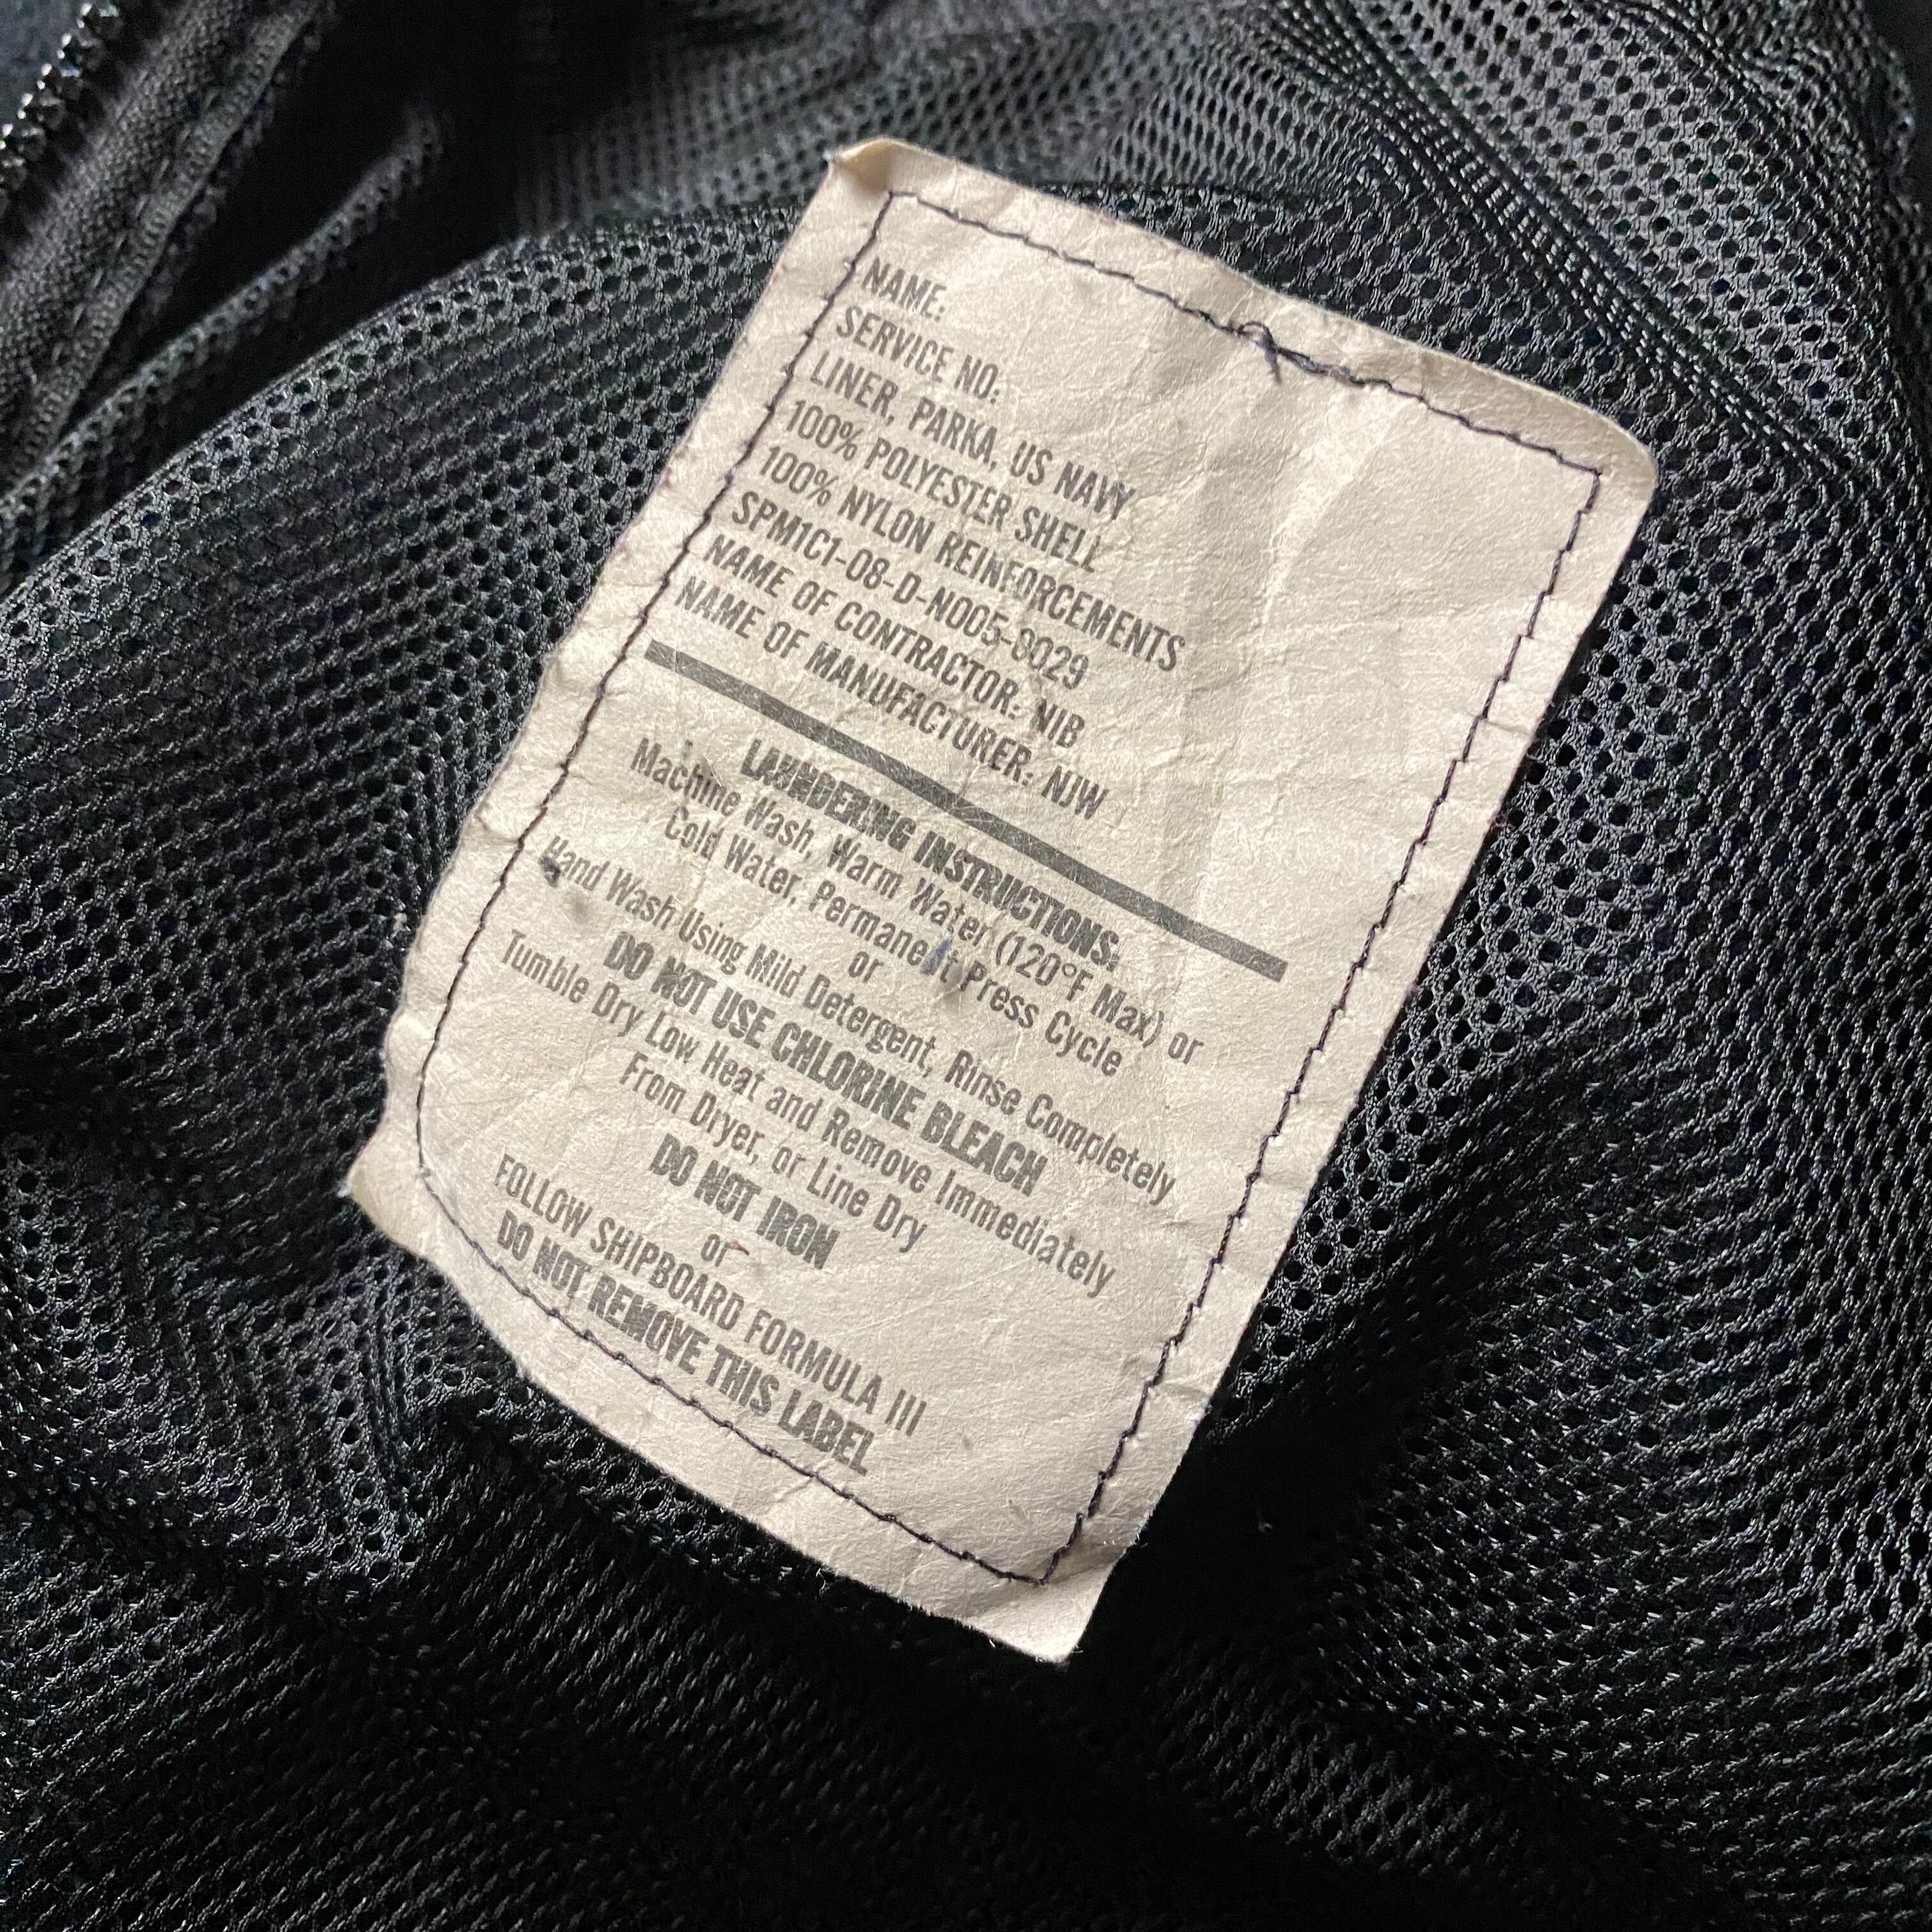 NAME:
SERVICE NO:
LINER, PARKA, US NAVY
100% POLYESTER SHELL
100% NYLON REINFORCEMENTS
SPM1C1-08-D-N005-0029
NAME OF CONTRACTOR: NIB
NAME OF MANUFACTURER: NJW
LAUNDERING INSTRUCTIONS.
Machine Wash, Warm Water (120°F Max) or
Cold Water, Permanent Press Cycle
or
Hand Wash Using Mild Detergent, Rinse Completely
DO NOT USE CHLORINE BLEACH
Tumble Dry Low Heat and Remove Immediately
From Dryer, or Line Dry
DO NOT IRON
or
FOLLOW SHIPBOARD FORMULA III
DO NOT REMOVE THIS LABEL